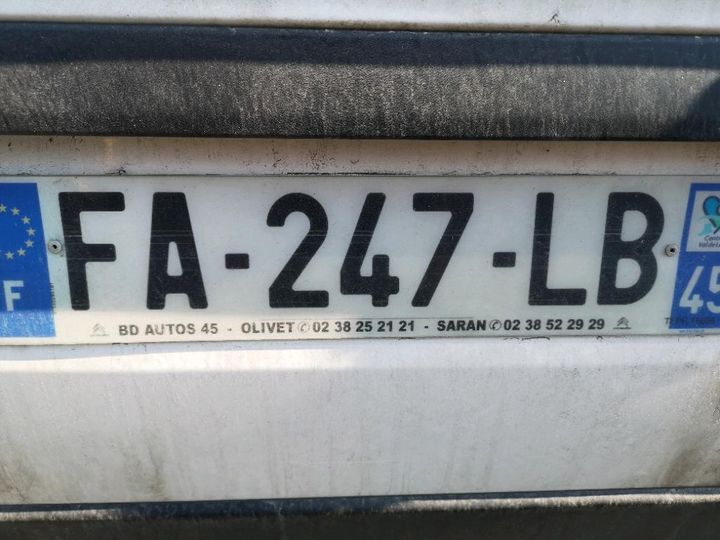 F
FA-247-LB
45
BD AUTOS 45 - OLIVET ✆ 02 38 25 21 21 - SARAN ✆ 02 38 52 29 29